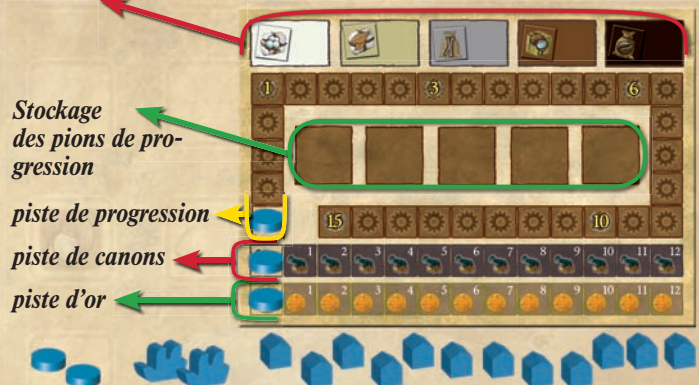 1 3 6
Stockage
des pions de pro-
gression
piste de progression
15 10
piste de canons
1 2 3 4 5 6 7 8 9 10 11 12
piste d’or
1 2 3 4 5 6 7 8 9 10 11 12